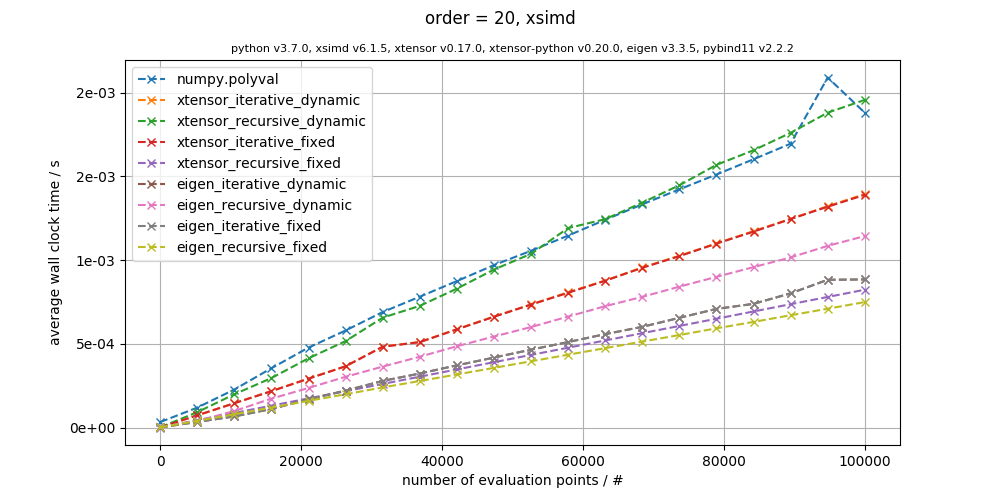 order = 20, xsimd
python v3.7.0, xsimd v6.1.5, xtensor v0.17.0, xtensor-python v0.20.0, eigen v3.3.5, pybind11 v2.2.2
numpy.polyval
xtensor_iterative_dynamic
xtensor_recursive_dynamic
xtensor_iterative_fixed
xtensor_recursive_fixed
eigen_iterative_dynamic
eigen_recursive_dynamic
eigen_iterative_fixed
eigen_recursive_fixed
average wall clock time / s
2e-03
2e-03
1e-03
5e-04
0e+00
0
20000
40000
60000
80000
100000
number of evaluation points / #